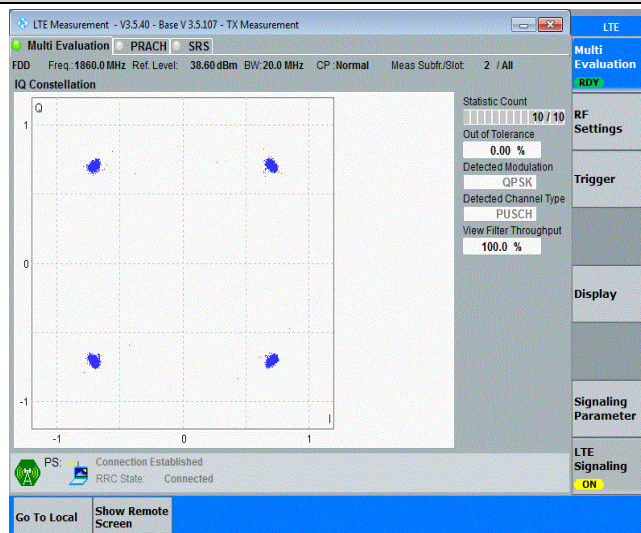 LTE Measurement - V3.5.40 - Base V 3.5.107 - TX Measurement
LTE
Multi Evaluation PRACH SRS
FDD Freq.:1860.0 MHz Ref. Level: 38.60 dBm BW:20.0 MHz CP :Normal Meas Subfr./Slot: 2 / All
IQ Constellation
Q
1
0
-1
I
-1 0 1
Statistic Count
10 / 10
Out of Tolerance
0.00 %
Detected Modulation
QPSK
Detected Channel Type
PUSCH
View Filter Throughput
100.0 %
PS: Connection Established
RRC State: Connected
Multi
Evaluation
RDY
RF
Settings
Trigger
Display
Signaling
Parameter
LTE
Signaling
ON
Go To Local
Show Remote
Screen